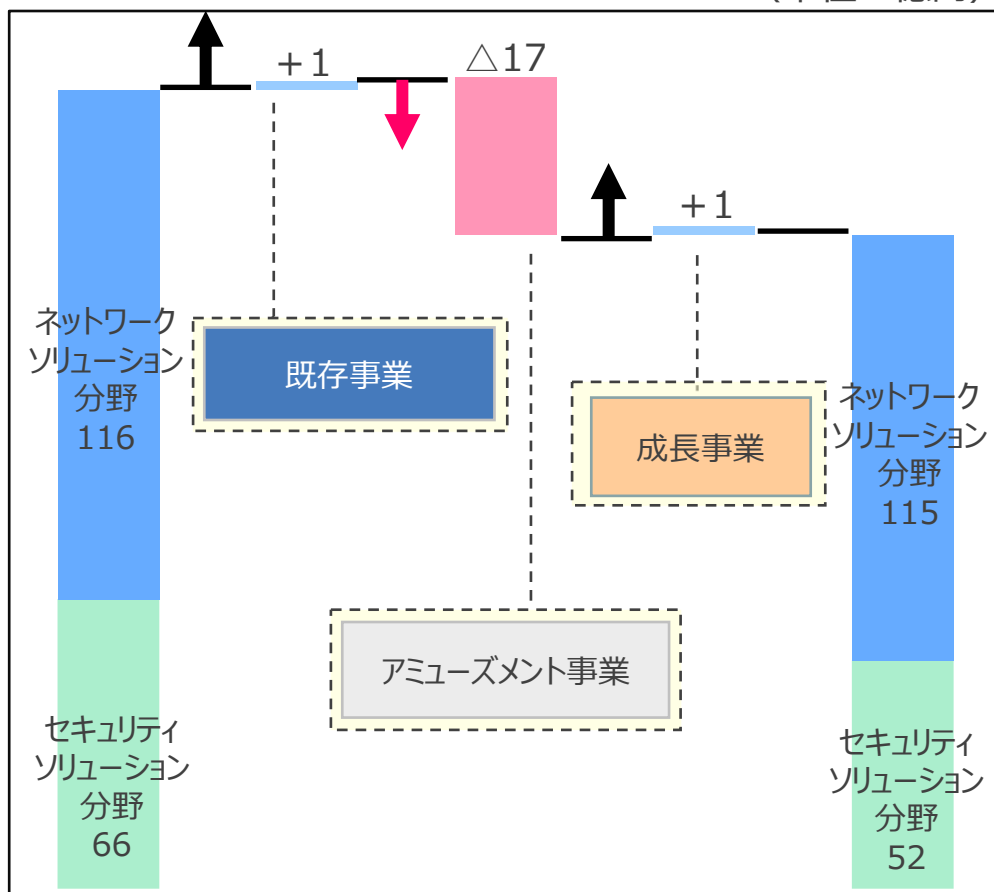 +1
△17
+1
ネットワーク
ソリューション
分野
116
既存事業
成長事業
ネットワーク
ソリューション
分野
115
アミューズメント事業
セキュリティ
ソリューション
分野
66
セキュリティ
ソリューション
分野
52